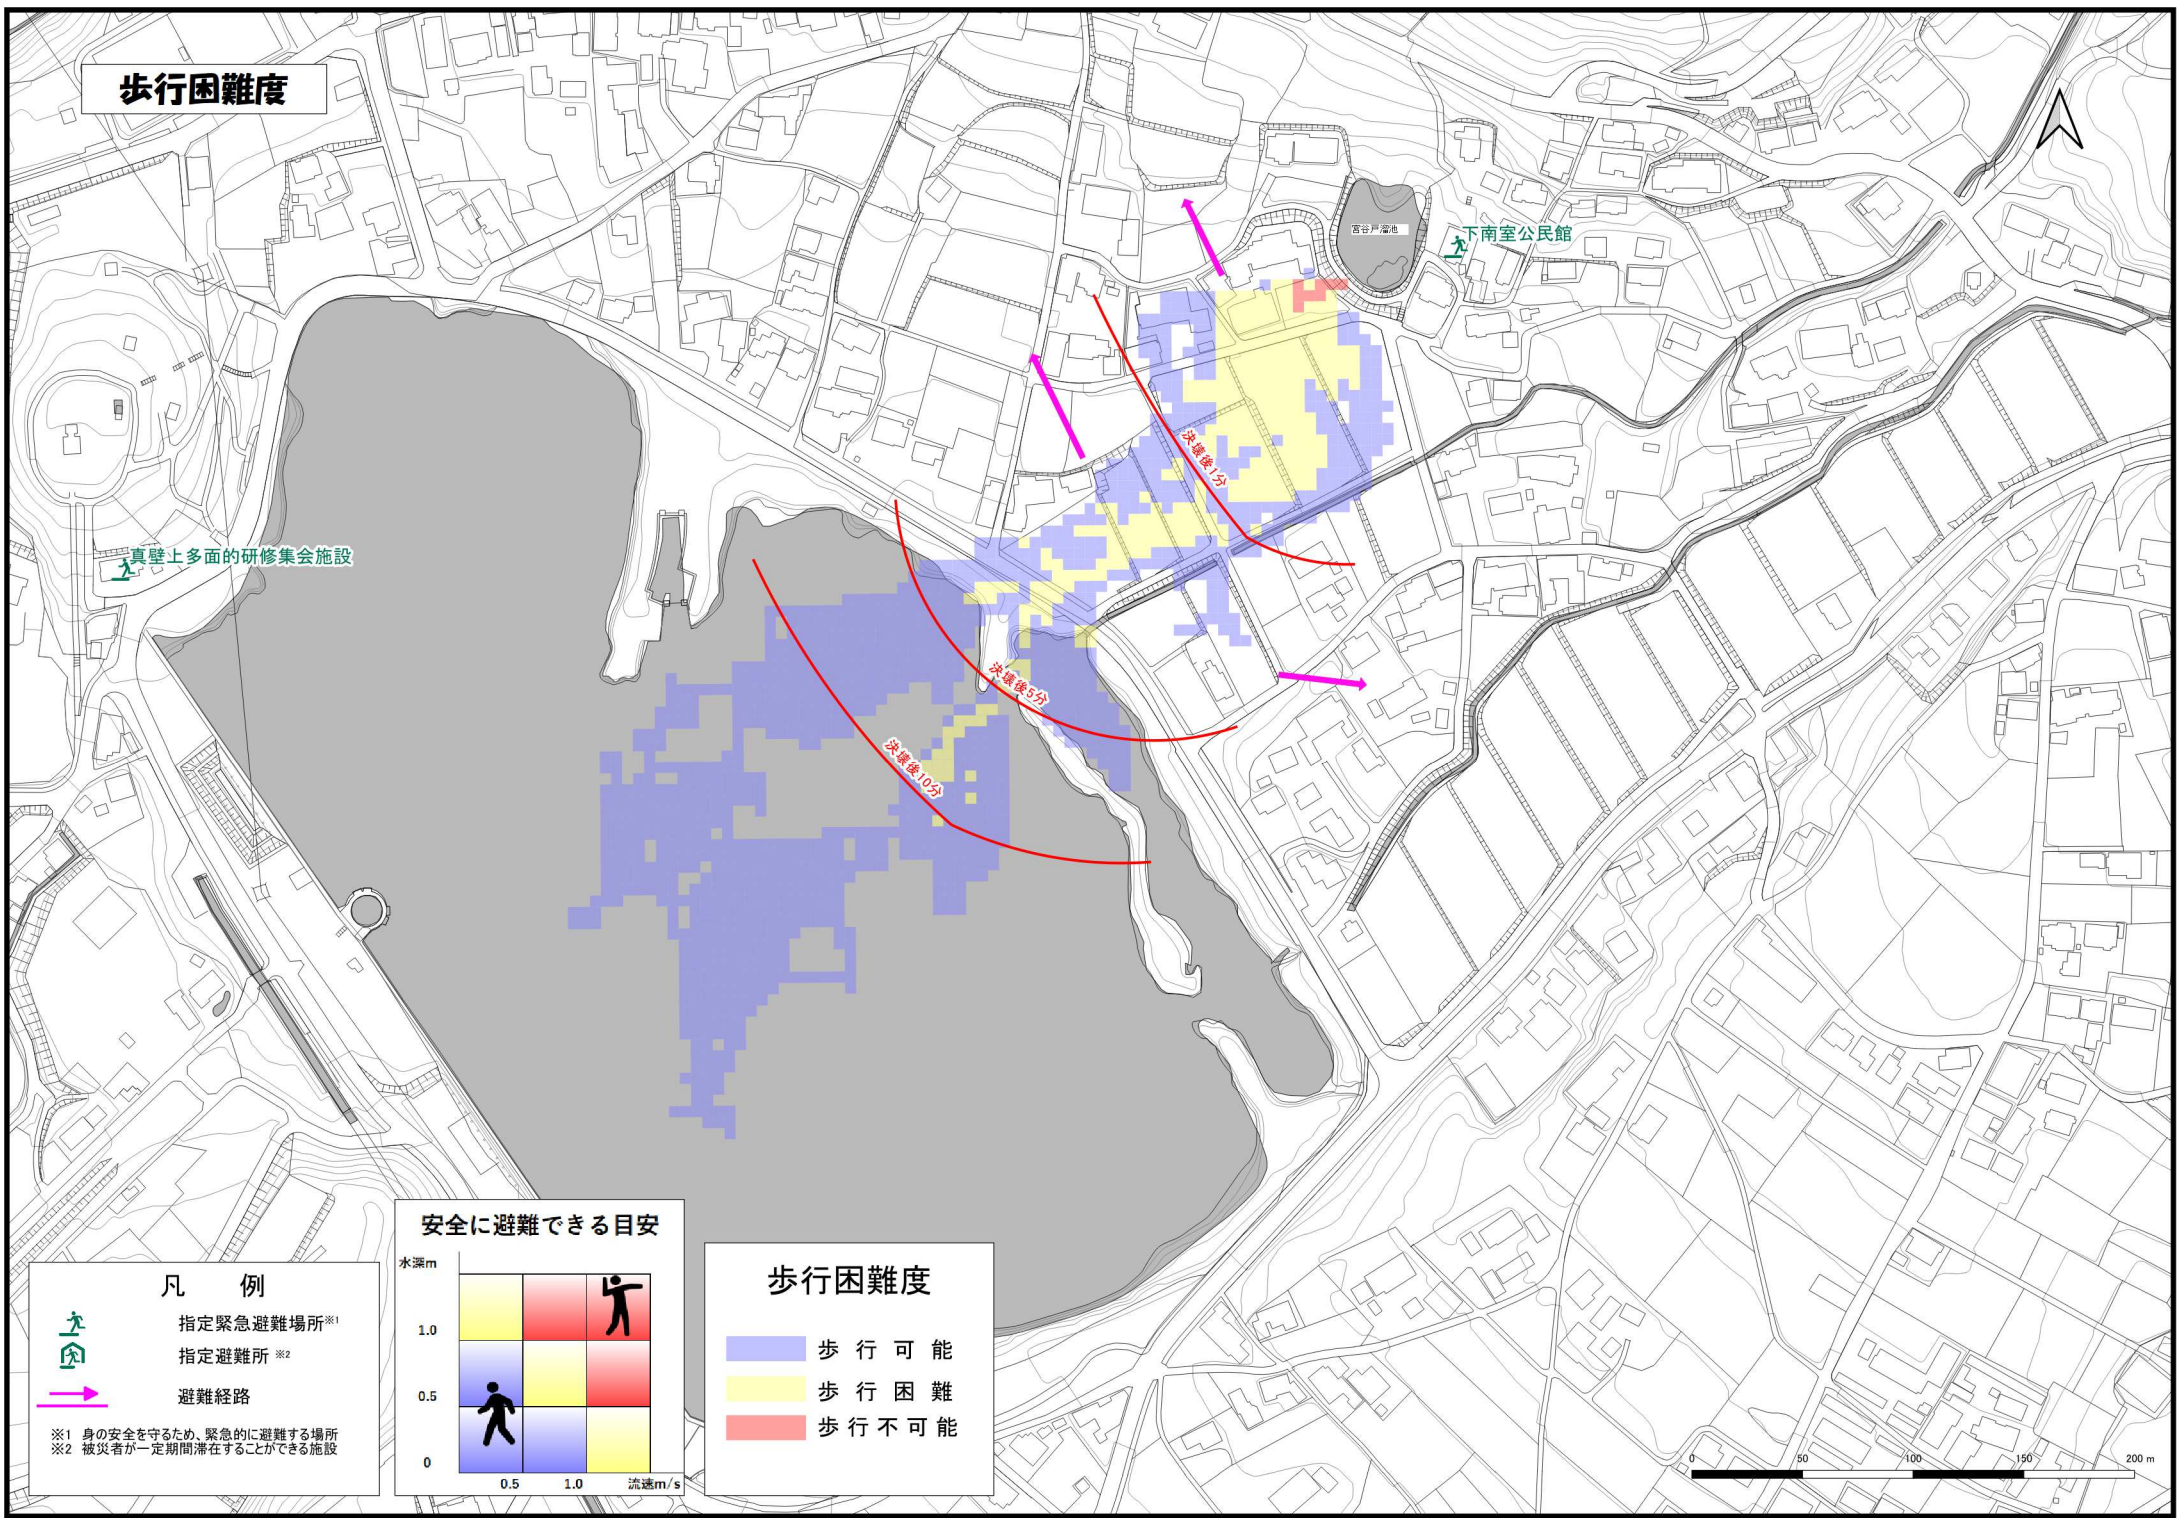 歩行困難度
宮谷戸溜池
下南室公民館
真壁上多面的研修集会施設
決壊後1分
決壊後5分
決壊後10分
凡 例
指定緊急避難場所※1
指定避難所 ※2
避難経路
※1 身の安全を守るため、緊急的に避難する場所
※2 被災者が一定期間滞在することができる施設
安全に避難できる目安
水深m
1.0
0.5
0
0.5 1.0 流速m/s
歩行困難度
歩 行 可 能
歩 行 困 難
歩 行 不 可 能
0 50 100 150 200 m